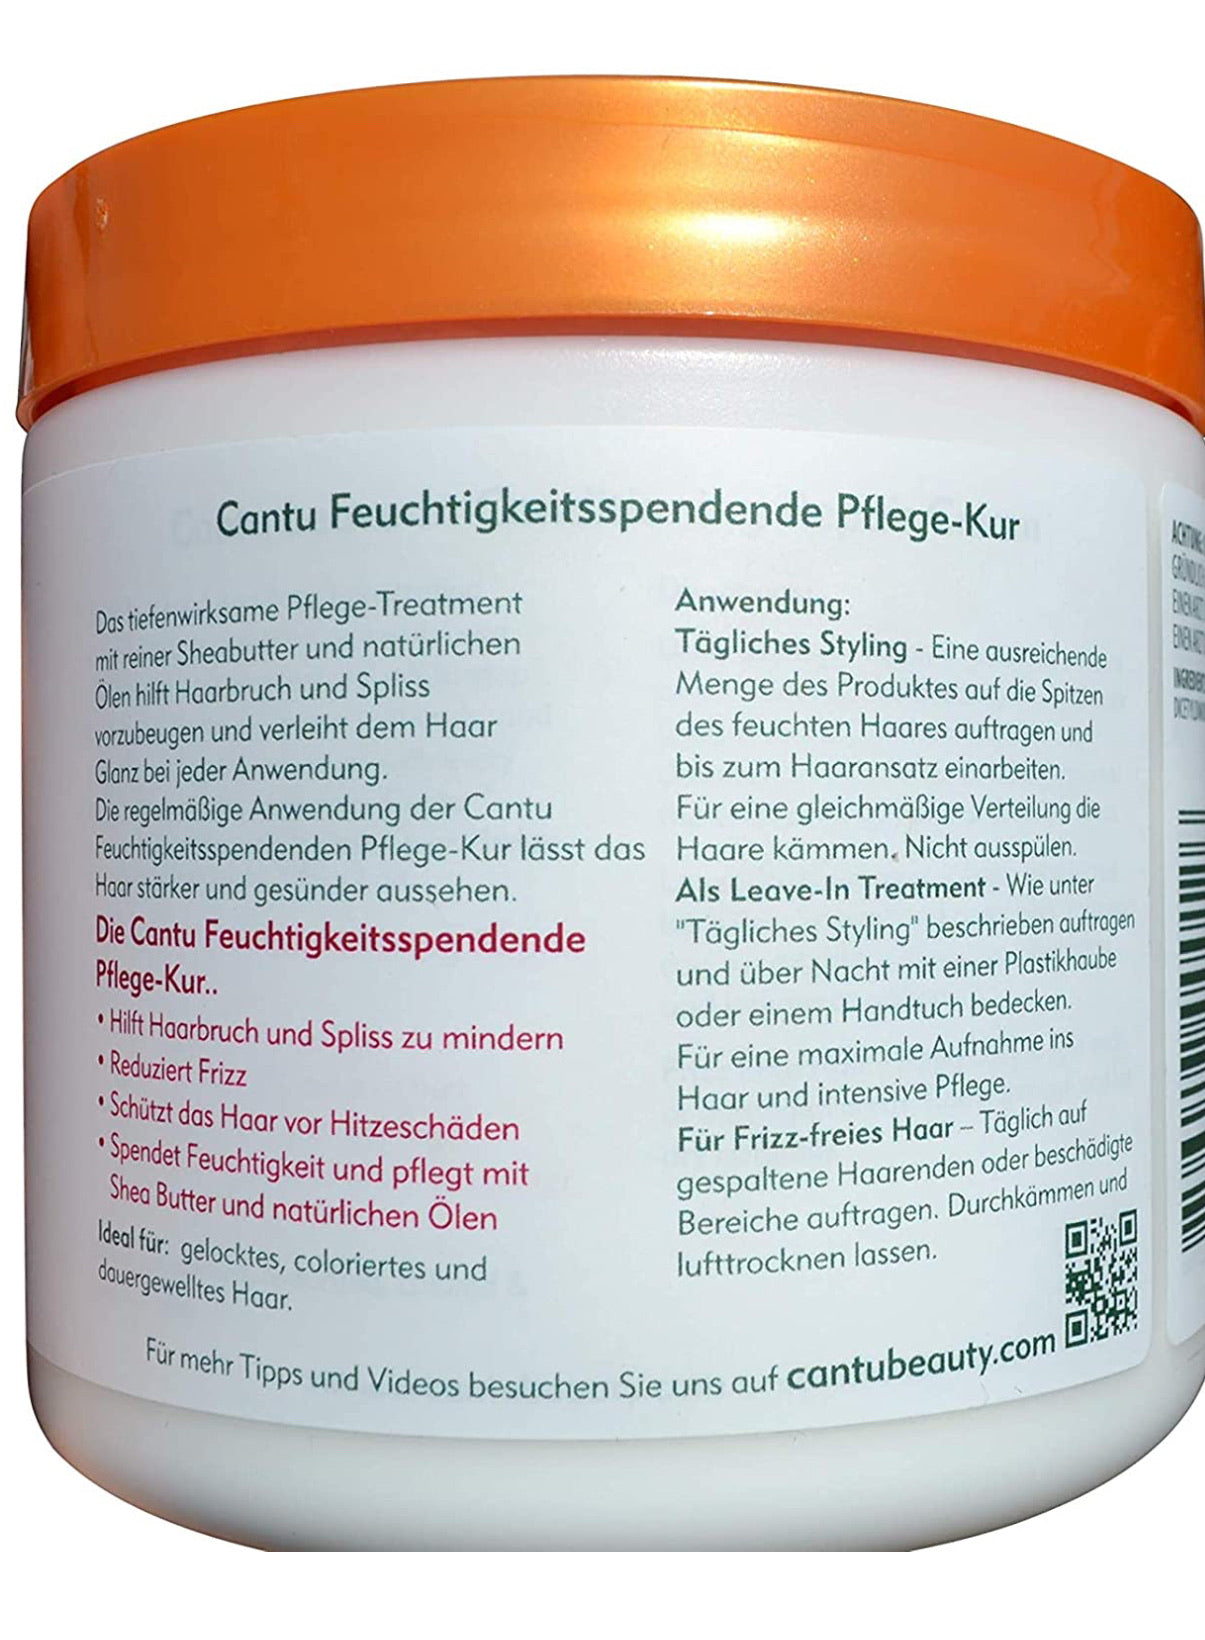 Cantu Feuchtigkeitsspendende Pflege-Kur
Das tiefenwirksame Pflege-Treatment
mit reiner Sheabutter und natürlichen
Ölen hilft Haarbruch und Spliss
vorzubeugen und verleiht dem Haar
Glanz bei jeder Anwendung.
Die regelmäßige Anwendung der Cantu
Feuchtigkeitsspendenden Pflege-Kur lässt das
Haar stärker und gesünder aussehen.
Die Cantu Feuchtigkeitsspendende
Pflege-Kur..
• Hilft Haarbruch und Spliss zu mindern
• Reduziert Frizz
• Schützt das Haar vor Hitzeschäden
• Spendet Feuchtigkeit und pflegt mit
Shea Butter und natürlichen Ölen
Ideal für: gelocktes, coloriertes und
dauergewelltes Haar.
Anwendung:
Tägliches Styling - Eine ausreichende
Menge des Produktes auf die Spitzen
des feuchten Haares auftragen und
bis zum Haaransatz einarbeiten.
Für eine gleichmäßige Verteilung die
Haare kämmen. Nicht ausspülen.
Als Leave-In Treatment - Wie unter
"Tägliches Styling" beschrieben auftragen
und über Nacht mit einer Plastikhaube
oder einem Handtuch bedecken.
Für eine maximale Aufnahme ins
Haar und intensive Pflege.
Für Frizz-freies Haar – Täglich auf
gespaltene Haarenden oder beschädigte
Bereiche auftragen. Durchkämmen und
lufttrocknen lassen.
Für mehr Tipps und Videos besuchen Sie uns auf cantubeauty.com
ACHTUNG:
EINEN